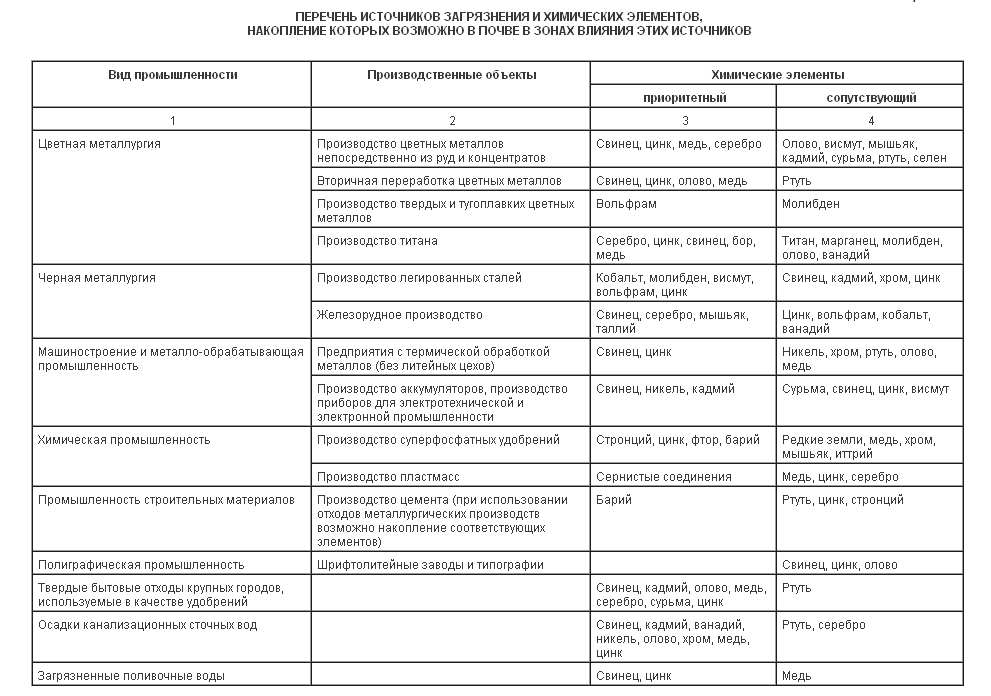 ПЕРЕЧЕНЬ ИСТОЧНИКОВ ЗАГРЯЗНЕНИЯ И ХИМИЧЕСКИХ ЭЛЕМЕНТОВ,
НАКОПЛЕНИЕ КОТОРЫХ ВОЗМОЖНО В ПОЧВЕ В ЗОНАХ ВЛИЯНИЯ ЭТИХ ИСТОЧНИКОВ
Вид промышленности
Производственные объекты
Химические элементы
приоритетный
сопутствующий
1
2
3
4
Цветная металлургия
Производство цветных металлов
непосредственно из руд и концентратов
Свинец, цинк, медь, серебро
Олово, висмут, мышьяк,
кадмий, сурьма, ртуть, селен
Вторичная переработка цветных металлов
Свинец, цинк, олово, медь
Ртуть
Производство твердых и тугоплавких цветных
металлов
Вольфрам
Молибден
Производство титана
Серебро, цинк, свинец, бор,
медь
Титан, марганец, молибден,
олово, ванадий
Черная металлургия
Производство легированных сталей
Кобальт, молибден, висмут,
вольфрам, цинк
Свинец, кадмий, хром, цинк
Железорудное производство
Свинец, серебро, мышьяк,
таллий
Цинк, вольфрам, кобальт,
ванадий
Машиностроение и металло-обрабатывающая
промышленность
Предприятия с термической обработкой
металлов (без литейных цехов)
Свинец, цинк
Никель, хром, ртуть, олово,
медь
Производство аккумуляторов, производство
приборов для электротехнической и
электронной промышленности
Свинец, никель, кадмий
Сурьма, свинец, цинк, висмут
Химическая промышленность
Производство суперфосфатных удобрений
Стронций, цинк, фтор, барий
Редкие земли, медь, хром,
мышьяк, иттрий
Производство пластмасс
Сернистые соединения
Медь, цинк, серебро
Промышленность строительных материалов
Производство цемента (при использовании
отходов металлургических производств
возможно накопление соответствующих
элементов)
Барий
Ртуть, цинк, стронций
Полиграфическая промышленность
Шрифтолитейные заводы и типографии
Свинец, цинк, олово
Твердые бытовые отходы крупных городов,
используемые в качестве удобрений
Свинец, кадмий, олово, медь,
серебро, сурьма, цинк
Ртуть
Осадки канализационных сточных вод
Свинец, кадмий, ванадий,
никель, олово, хром, медь,
цинк
Ртуть, серебро
Загрязненные поливочные воды
Свинец, цинк
Медь